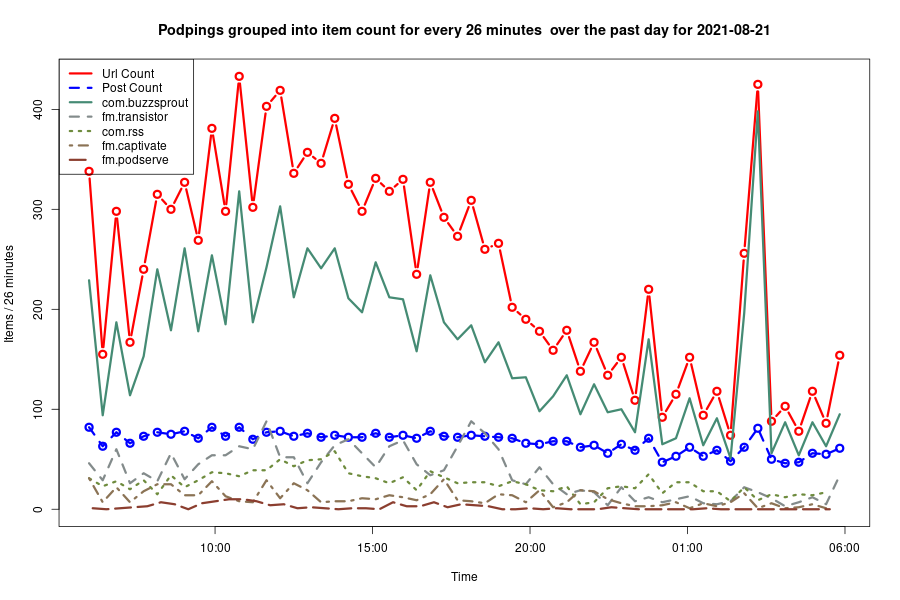 Podpings grouped into item count for every 26 minutes  over the past day for 2021-08-21
Url Count
Post Count
com.buzzsprout
fm.transistor
com.rss
fm.captivate
fm.podserve
Items / 26 minutes
400
300
200
100
0
10:00
15:00
20:00
01:00
06:00
Time